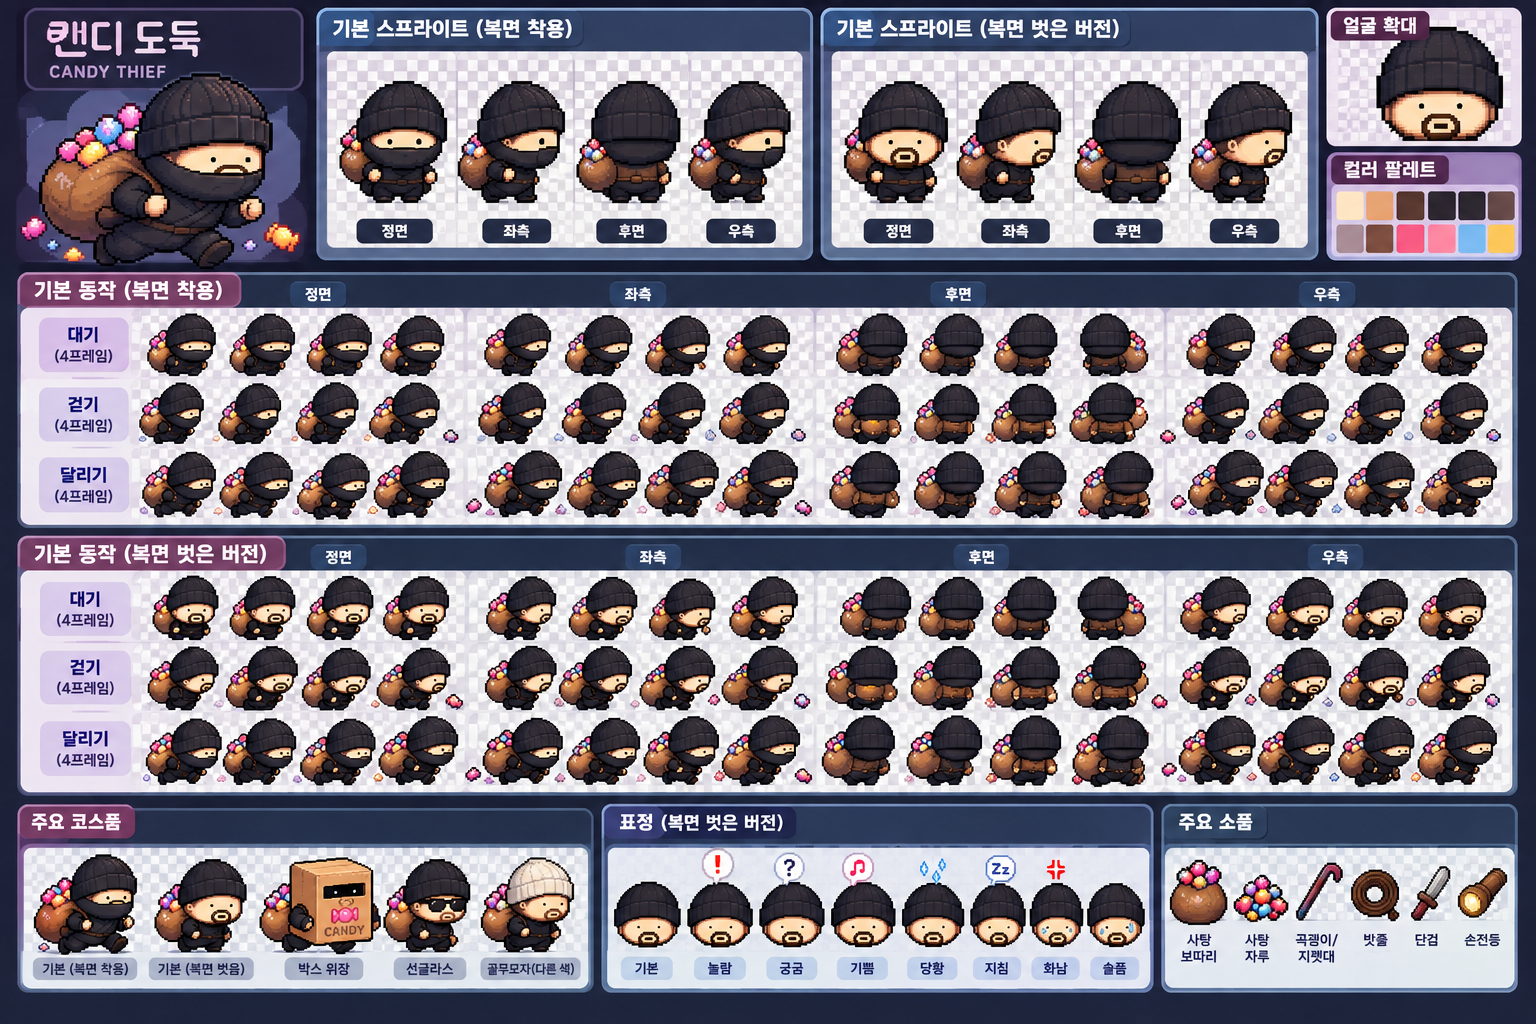 캔디 도둑
CANDY THIEF
기본 스프라이트 (복면 착용)
정면
좌측
후면
우측
기본 스프라이트 (복면 벗은 버전)
정면
좌측
후면
우측
얼굴 확대
컬러 팔레트
기본 동작 (복면 착용)
정면
좌측
후면
우측
대기
(4프레임)
걷기
(4프레임)
달리기
(4프레임)
기본 동작 (복면 벗은 버전)
정면
좌측
후면
우측
대기
(4프레임)
걷기
(4프레임)
달리기
(4프레임)
주요 코스품
CANDY
기본 (복면 착용)
기본 (복면 벗음)
박스 위장
선글라스
골무모자(다른 색)
표정 (복면 벗은 버전)
!
?
Zz
기본
놀람
궁금
기쁨
당황
지침
화남
슬픔
주요 소품
사탕
보따리
사탕
자루
곡괭이/
지팻대
밧줄
단검
손전등